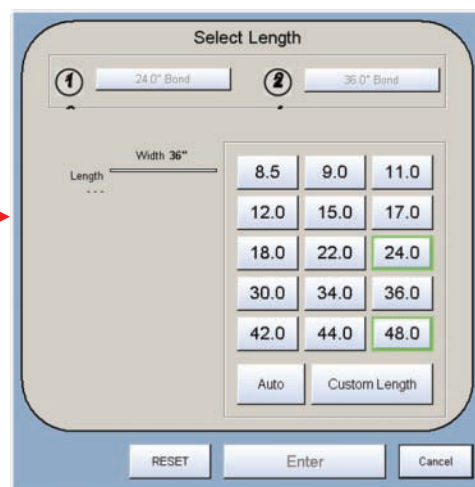 Select Length
1 24.0" Bond 2 36.0" Bond
Width 36"
Length
- - -
8.5 9.0 11.0
12.0 15.0 17.0
18.0 22.0 24.0
30.0 34.0 36.0
42.0 44.0 48.0
Auto Custom Length
RESET Enter Cancel